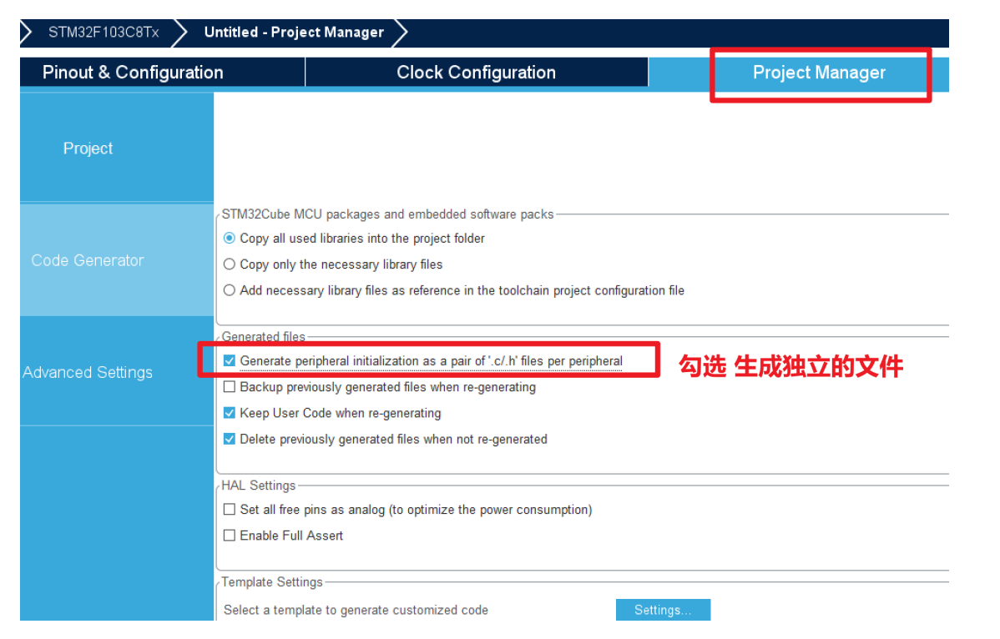 STM32F103C8Tx
Untitled - Project Manager
Pinout & Configuration
Clock Configuration
Project Manager
Project
STM32Cube MCU packages and embedded software packs
Copy all used libraries into the project folder
Code Generator
Copy only the necessary library files
Add necessary library files as reference in the toolchain project configuration file
Generated files
Generate peripheral initialization as a pair of '.c/.h' files per peripheral
勾选 生成独立的文件
Advanced Settings
Backup previously generated files when re-generating
Keep User Code when re-generating
Delete previously generated files when not re-generated
HAL Settings
Set all free pins as analog (to optimize the power consumption)
Enable Full Assert
Template Settings
Select a template to generate customized code
Settings...